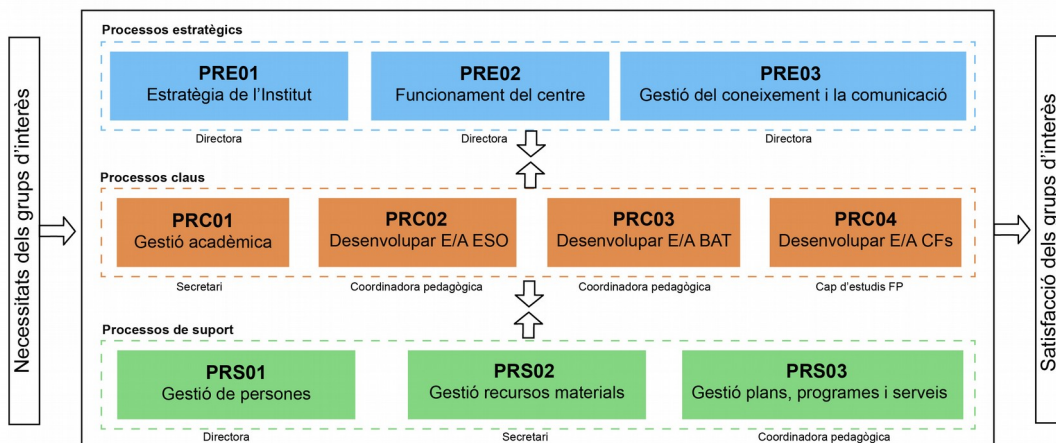 Necessitats dels grups d'interès
Processos estratègics
PRE01
Estratègia de l'Institut
Directora
PRE02
Funcionament del centre
Directora
PRE03
Gestió del coneixement i la comunicació
Directora
Processos claus
PRC01
Gestió acadèmica
Secretari
PRC02
Desenvolupar E/A ESO
Coordinadora pedagògica
PRC03
Desenvolupar E/A BAT
Coordinadora pedagògica
PRC04
Desenvolupar E/A CFs
Cap d'estudis FP
Processos de suport
PRS01
Gestió de persones
Directora
PRS02
Gestió recursos materials
Secretari
PRS03
Gestió plans, programes i serveis
Coordinadora pedagògica
Satisfacció dels grups d'interès